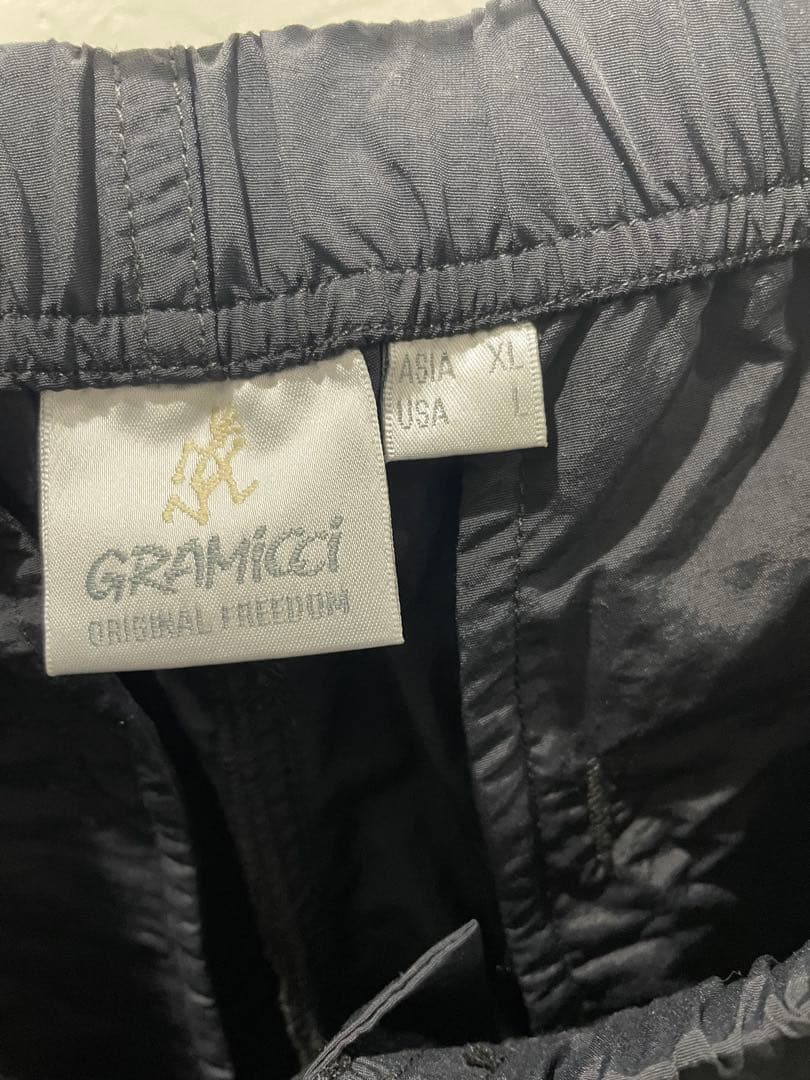 GRAMiCCi
ORIGINAL FREEDOM
ASIA XL
USA L